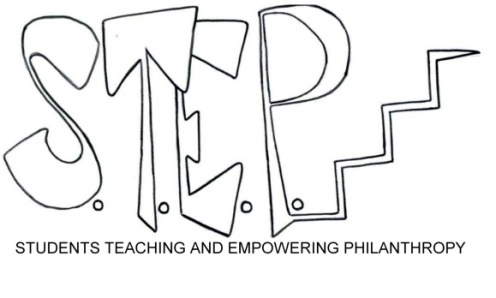 S.T.E.P.
STUDENTS TEACHING AND EMPOWERING PHILANTHROPY